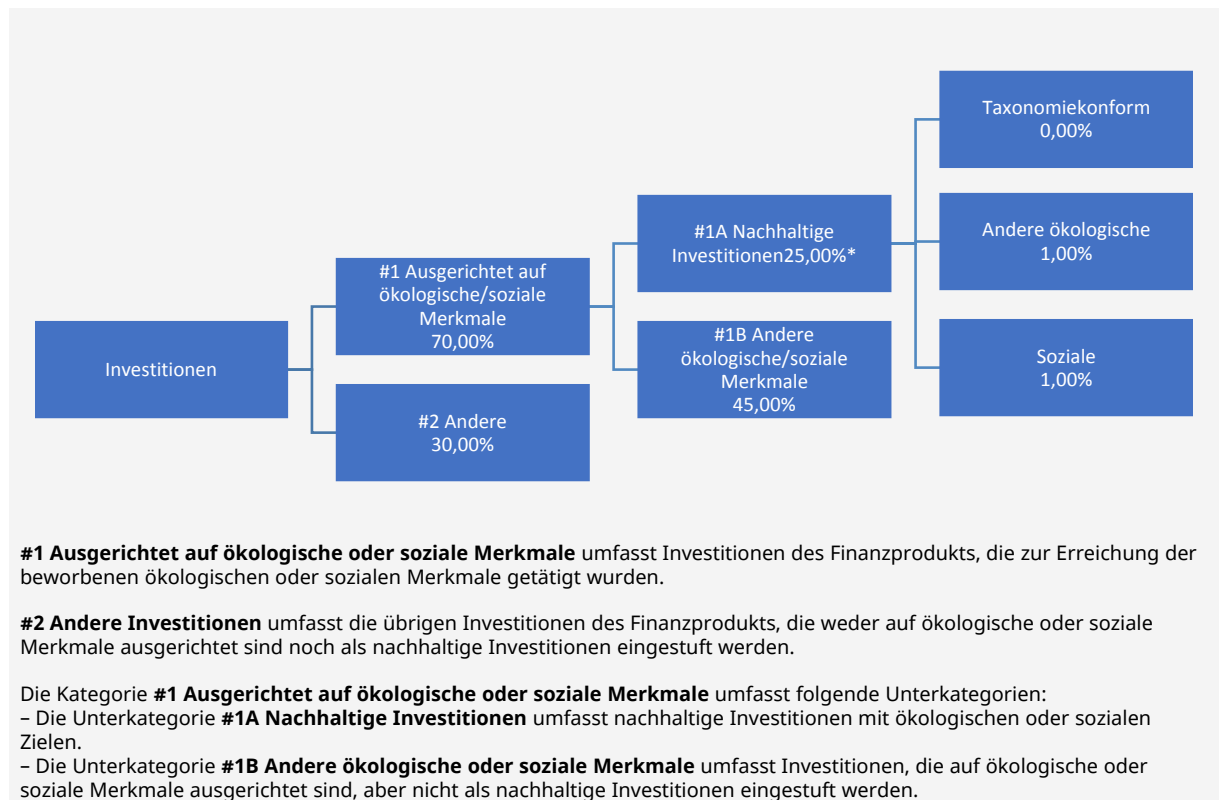 Investitionen
#1 Ausgerichtet auf
ökologische/soziale
Merkmale
70,00%
#2 Andere
30,00%
#1A Nachhaltige
Investitionen25,00%*
#1B Andere
ökologische/soziale
Merkmale
45,00%
Taxonomiekonform
0,00%
Andere ökologische
1,00%
Soziale
1,00%
#1 Ausgerichtet auf ökologische oder soziale Merkmale umfasst Investitionen des Finanzprodukts, die zur Erreichung der
beworbenen ökologischen oder sozialen Merkmale getätigt wurden.
#2 Andere Investitionen umfasst die übrigen Investitionen des Finanzprodukts, die weder auf ökologische oder soziale
Merkmale ausgerichtet sind noch als nachhaltige Investitionen eingestuft werden.
Die Kategorie #1 Ausgerichtet auf ökologische oder soziale Merkmale umfasst folgende Unterkategorien:
– Die Unterkategorie #1A Nachhaltige Investitionen umfasst nachhaltige Investitionen mit ökologischen oder sozialen
Zielen.
– Die Unterkategorie #1B Andere ökologische oder soziale Merkmale umfasst Investitionen, die auf ökologische oder
soziale Merkmale ausgerichtet sind, aber nicht als nachhaltige Investitionen eingestuft werden.